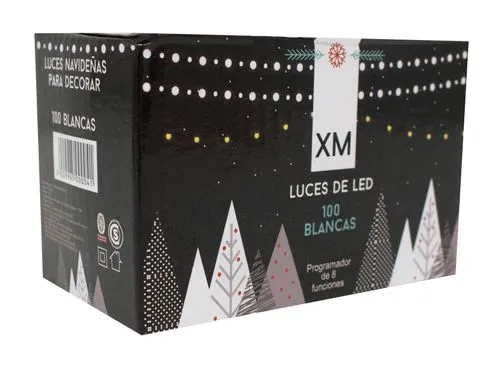 LUCES NAVIDEÑAS
PARA DECORAR
100 BLANCAS
XM
LUCES DE LED
100
BLANCAS
Programador
de 8
funciones